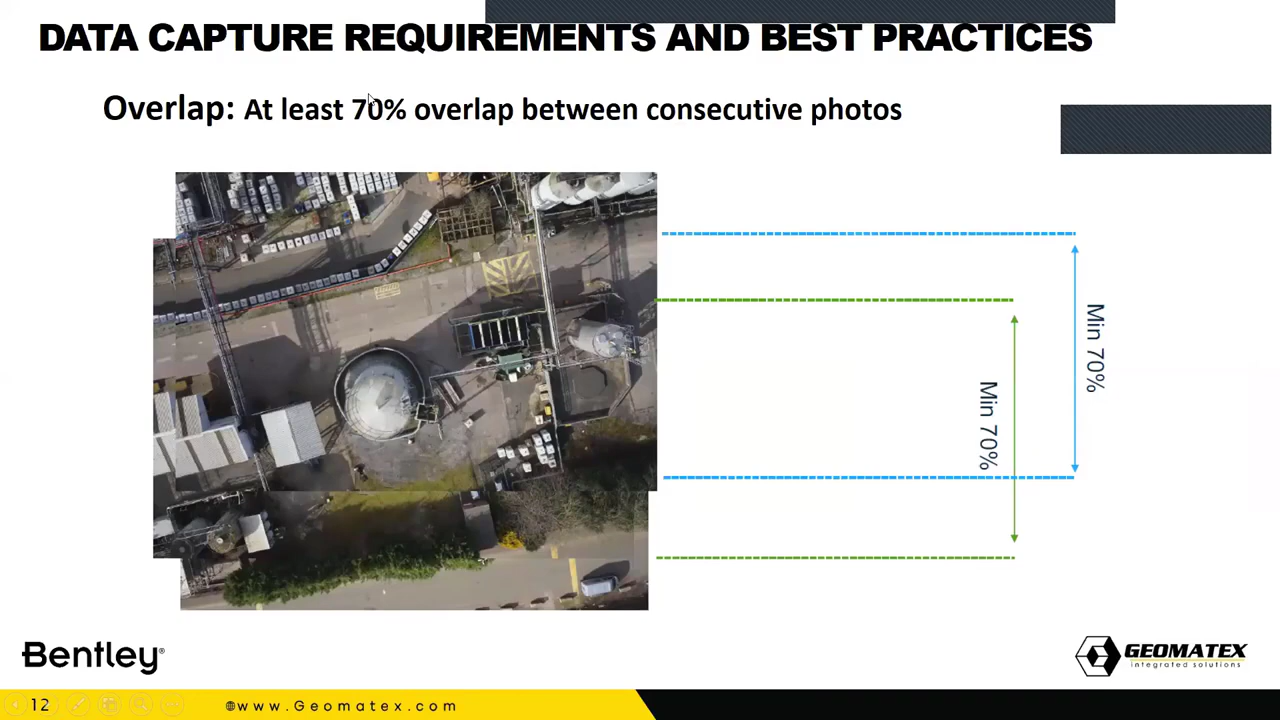 DATA CAPTURE REQUIREMENTS AND BEST PRACTICES
Overlap: At least 70% overlap between consecutive photos
Min 70%
Min 70%
Bentley®
GEOMATEX
integrated solutions
12
www.Geomatex.com